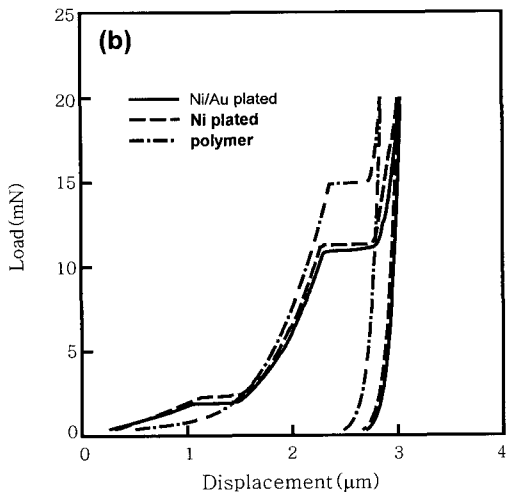 25
(b)
20
Ni/Au plated
Ni plated
polymer
15
Load(mN)
10
5
0
0 1 2 3 4
Displacement(μm)